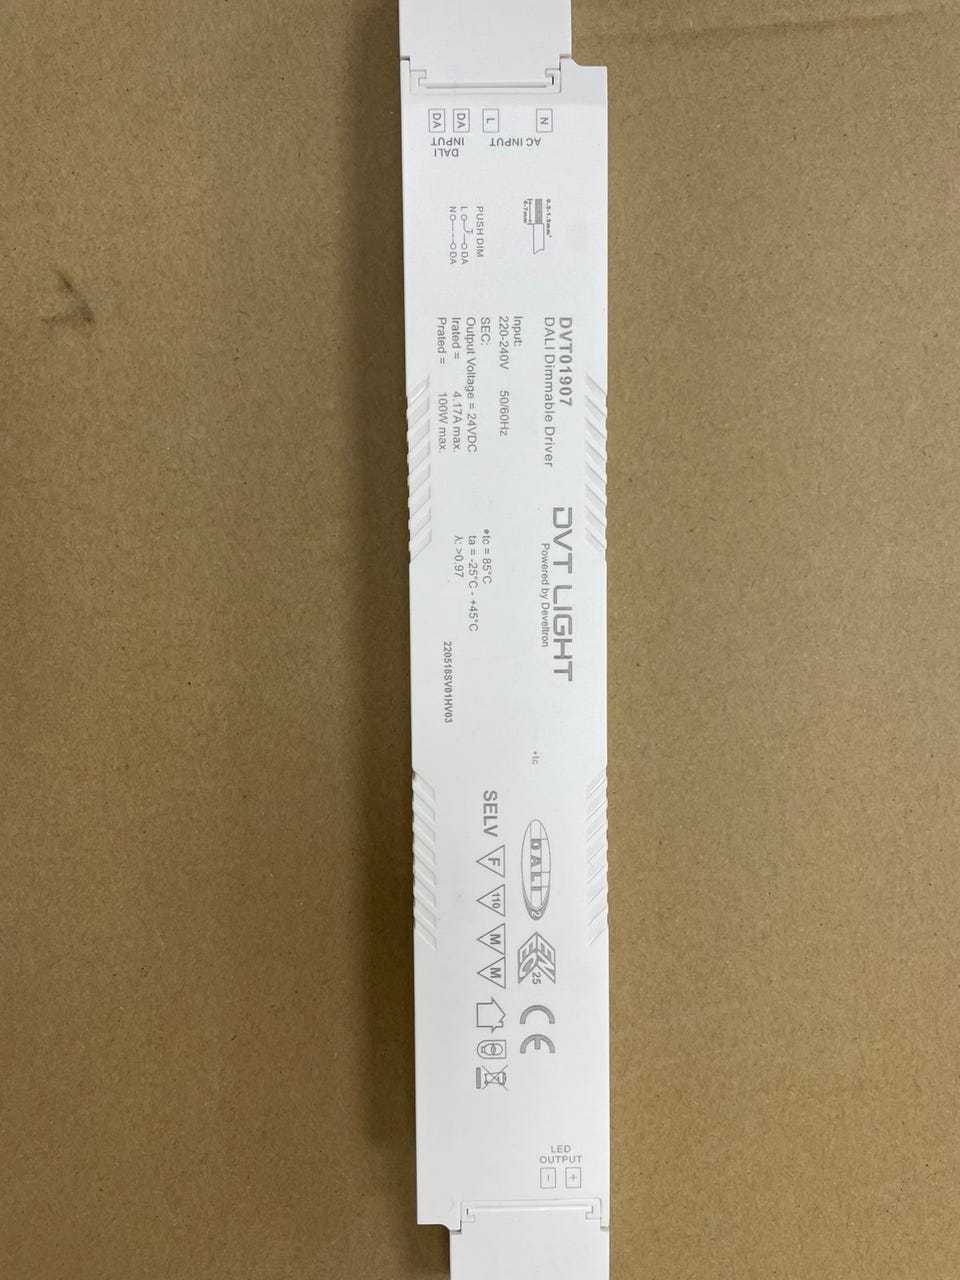 N
L
AC INPUT
DA
DA
DALI
INPUT
0.5-1.5mm²
6-7mm
PUSH DIM
L DA
N DA
DVT01907
DALI Dimmable Driver
Input:
220-240V 50/60Hz
SEC:
Output Voltage = 24VDC
Irated = 4.17A max.
Prated = 100W max.
DVT LIGHT
Powered by Develtron
•tc = 85°C
ta = -25°C - +45°C
λ: >0.97
220518SV01HV03
•tc
DALI
2
25
CE
SELV
F
110
M
M
LED
OUTPUT
- +